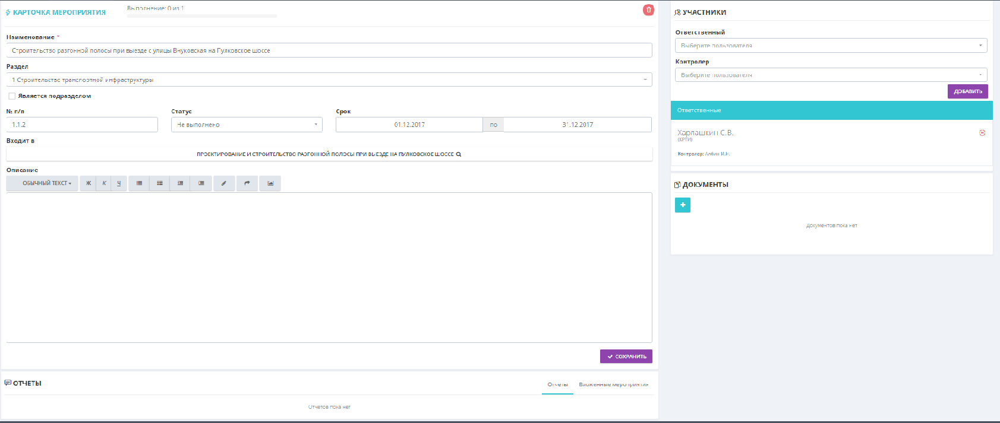 КАРТОЧКА МЕРОПРИЯТИЯ
Выполнение: 0 из 1
Наименование *
Строительство разгонной полосы при выезде с улицы Внуковская на Пулковское шоссе
Раздел
1 Строительство транспортной инфраструктуры
Является подразделом
№ п/п
Статус
Срок
1.1.2
Не выполнено
01.12.2017
по
31.12.2017
Входит в
ПРОЕКТИРОВАНИЕ И СТРОИТЕЛЬСТВО РАЗГОННОЙ ПОЛОСЫ ПРИ ВЫЕЗДЕ НА ПУЛКОВСКОЕ ШОССЕ
Описание
ОБЫЧНЫЙ ТЕКСТ
Ж
К
Ч
СОХРАНИТЬ
ОТЧЕТЫ
Отчеты
Вложенные мероприятия
Отчетов пока нет
УЧАСТНИКИ
Ответственный
Выберите пользователя
Контролер
Выберите пользователя
ДОБАВИТЬ
Ответственные
Харлашкин С.В.
(КРТИ)
Контролер: Албин И.Н.
ДОКУМЕНТЫ
Документов пока нет